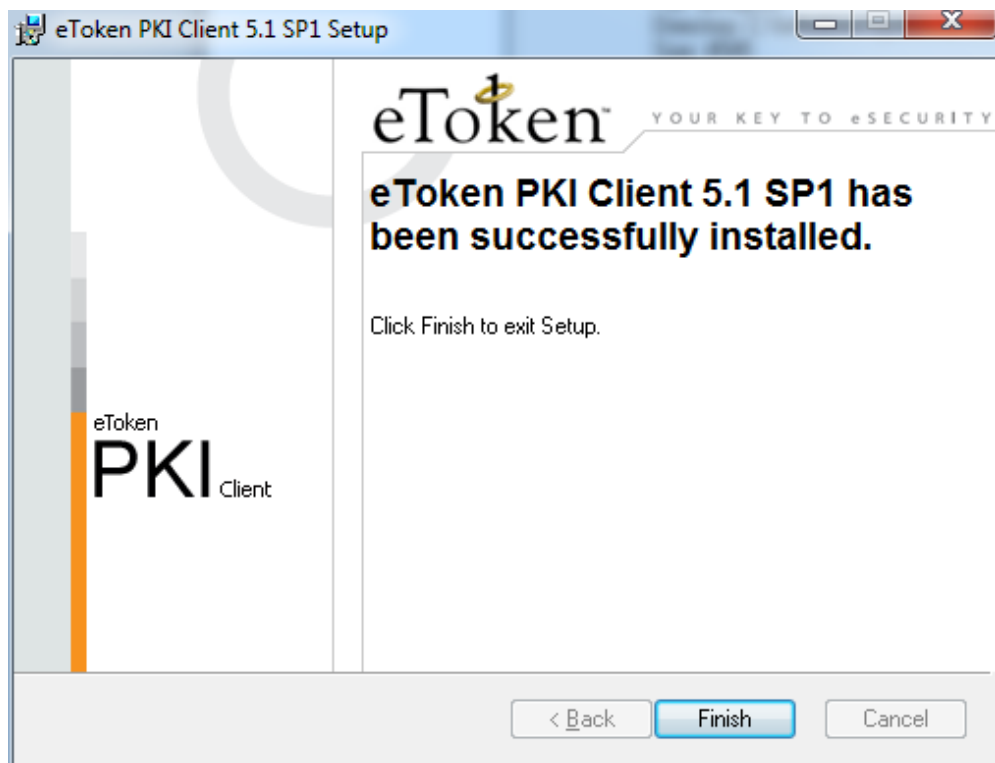 eToken PKI Client 5.1 SP1 Setup
eToken™
YOUR KEY TO eSECURITY
eToken PKI Client 5.1 SP1 has
been successfully installed.
Click Finish to exit Setup.
eToken
PKI Client
< Back
Finish
Cancel